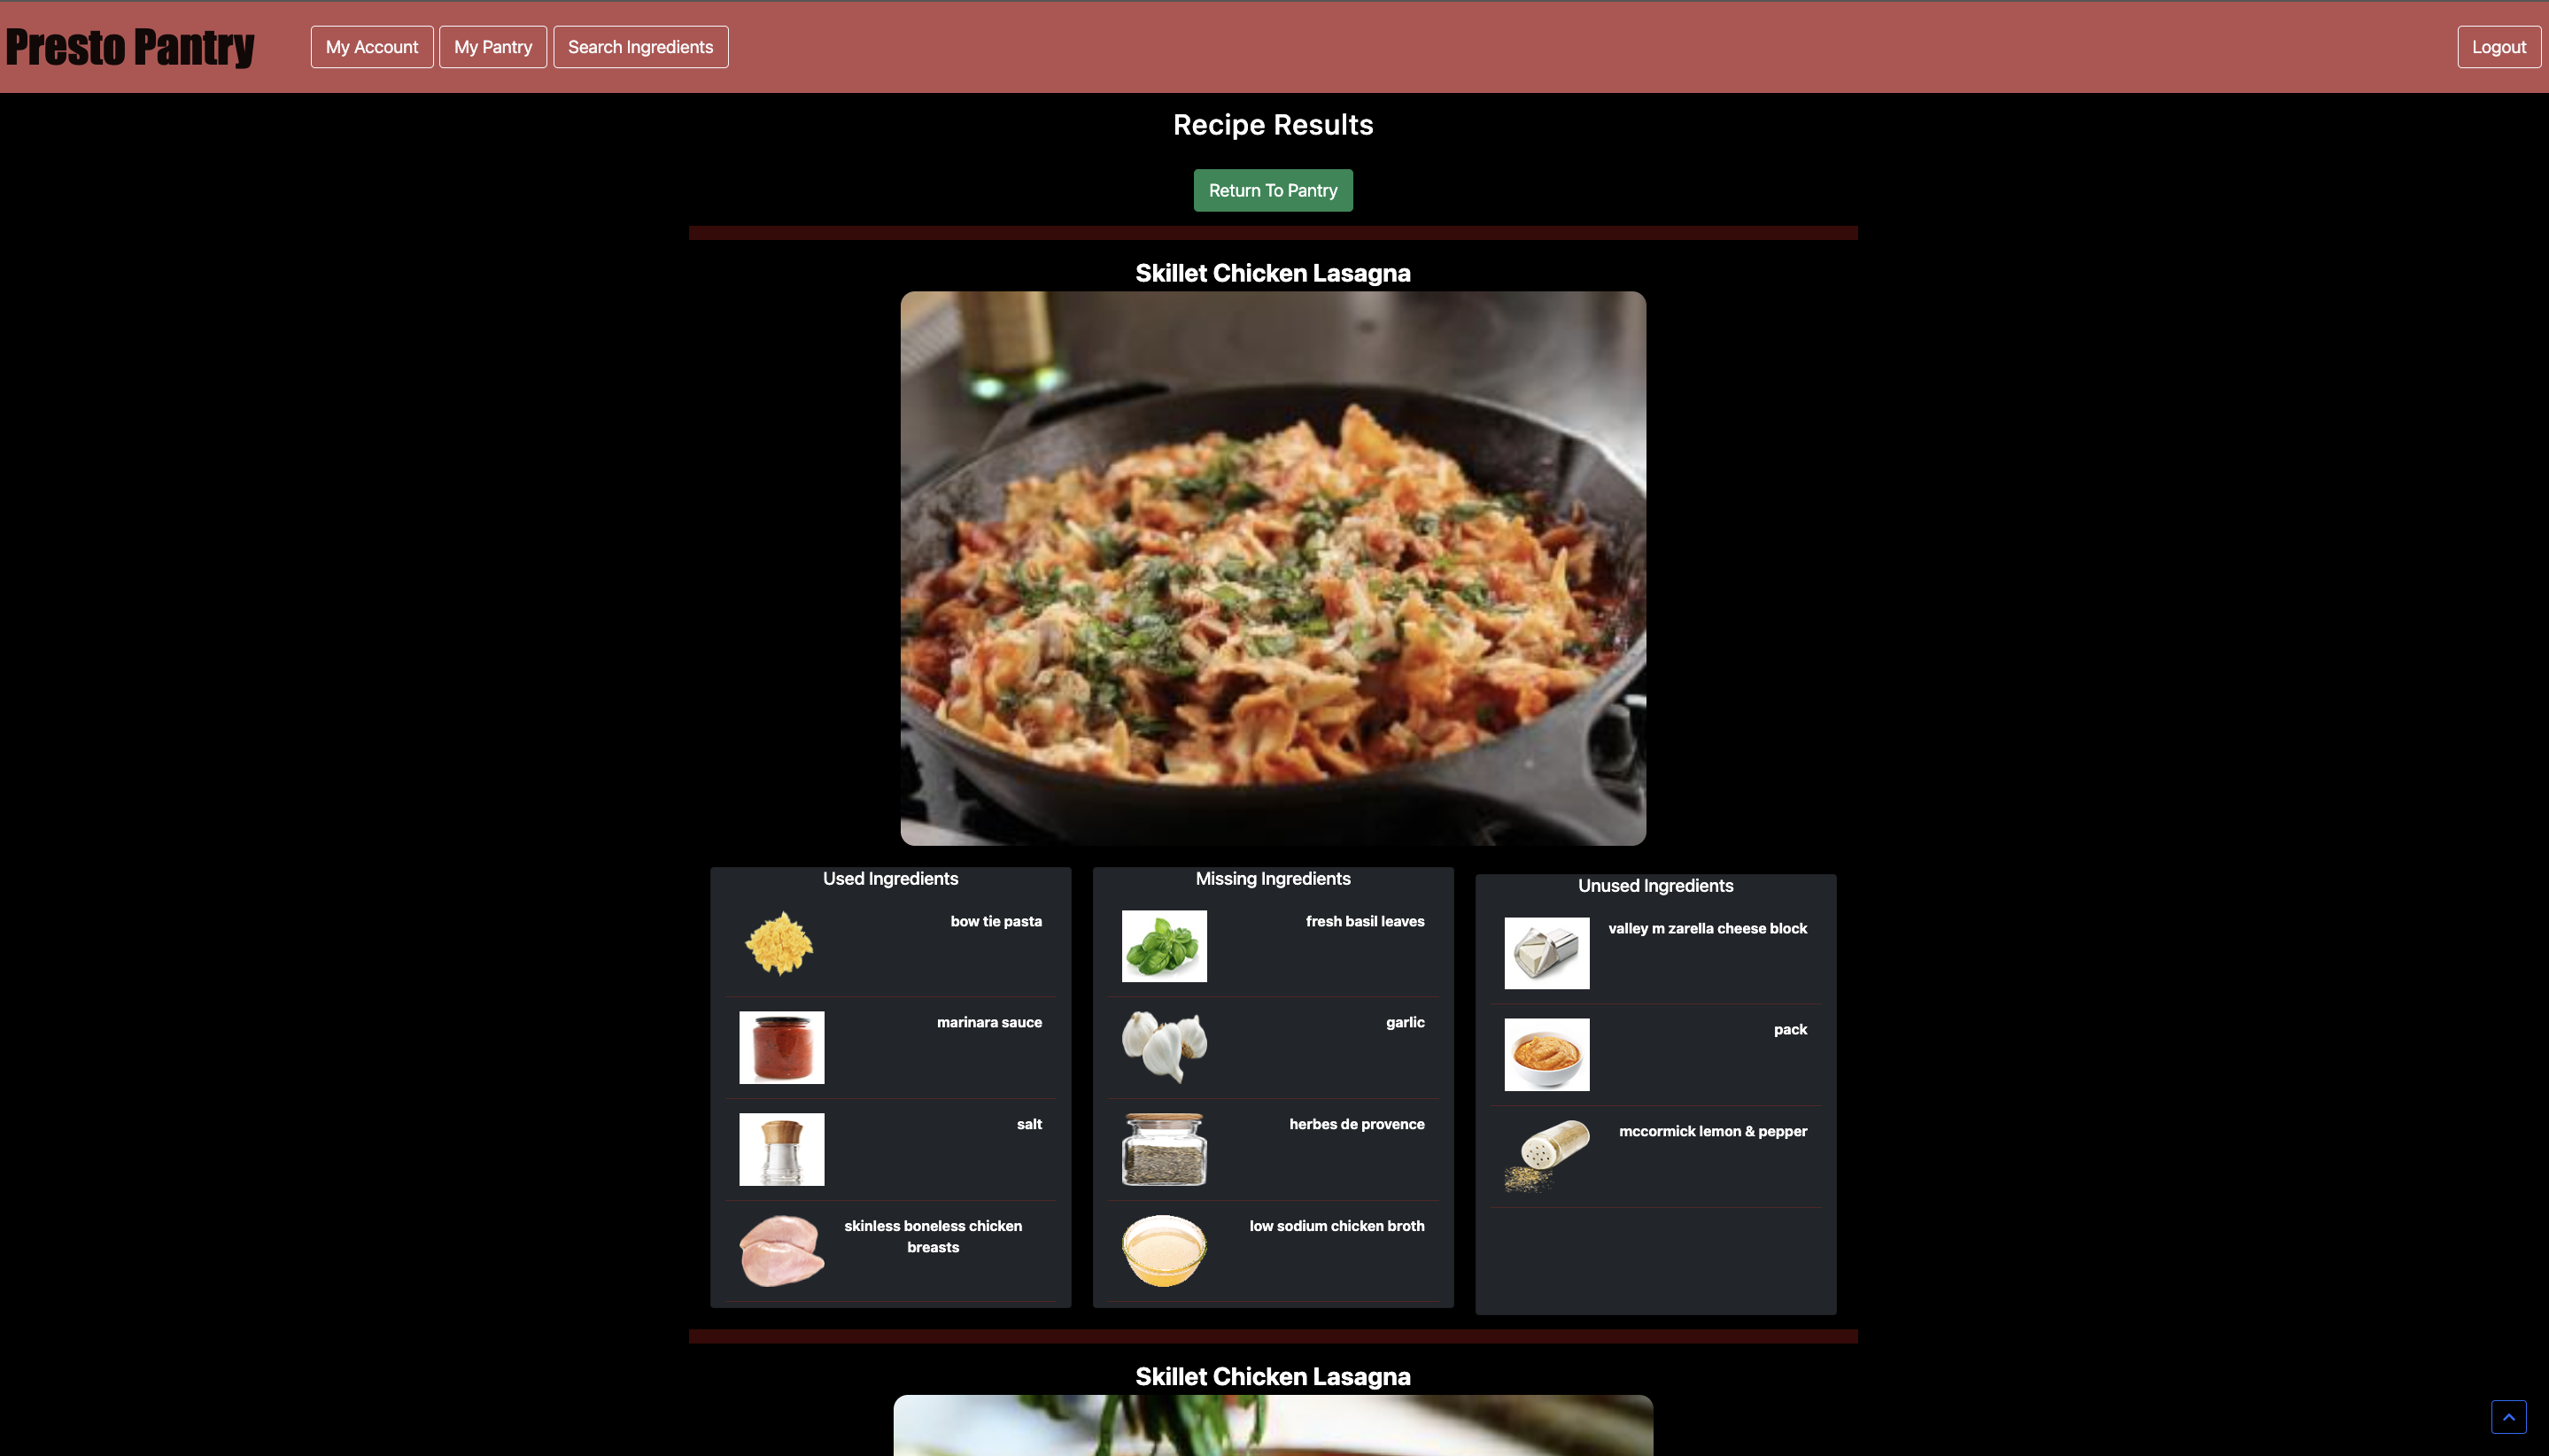 Presto Pantry
My Account
My Pantry
Search Ingredients
Logout
Recipe Results
Return To Pantry
Skillet Chicken Lasagna
Used Ingredients
bow tie pasta
marinara sauce
salt
skinless boneless chicken
breasts
Missing Ingredients
fresh basil leaves
garlic
herbes de provence
low sodium chicken broth
Unused Ingredients
valley m zarella cheese block
pack
mccormick lemon & pepper
Skillet Chicken Lasagna